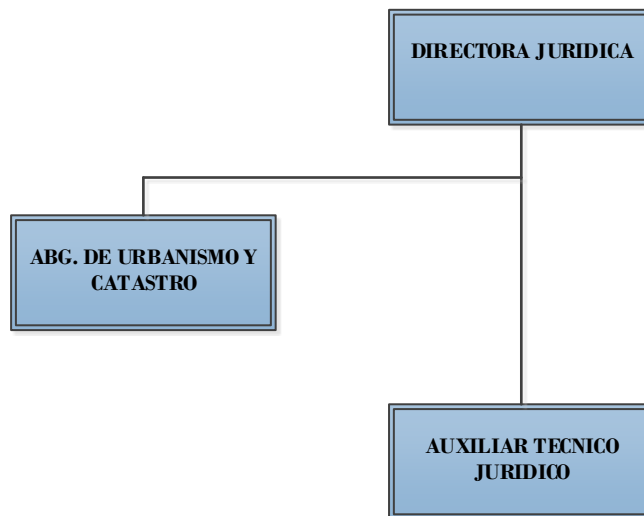 DIRECTORA JURIDICA
ABG. DE URBANISMO Y
CATASTRO
AUXILIAR TECNICO
JURIDICO